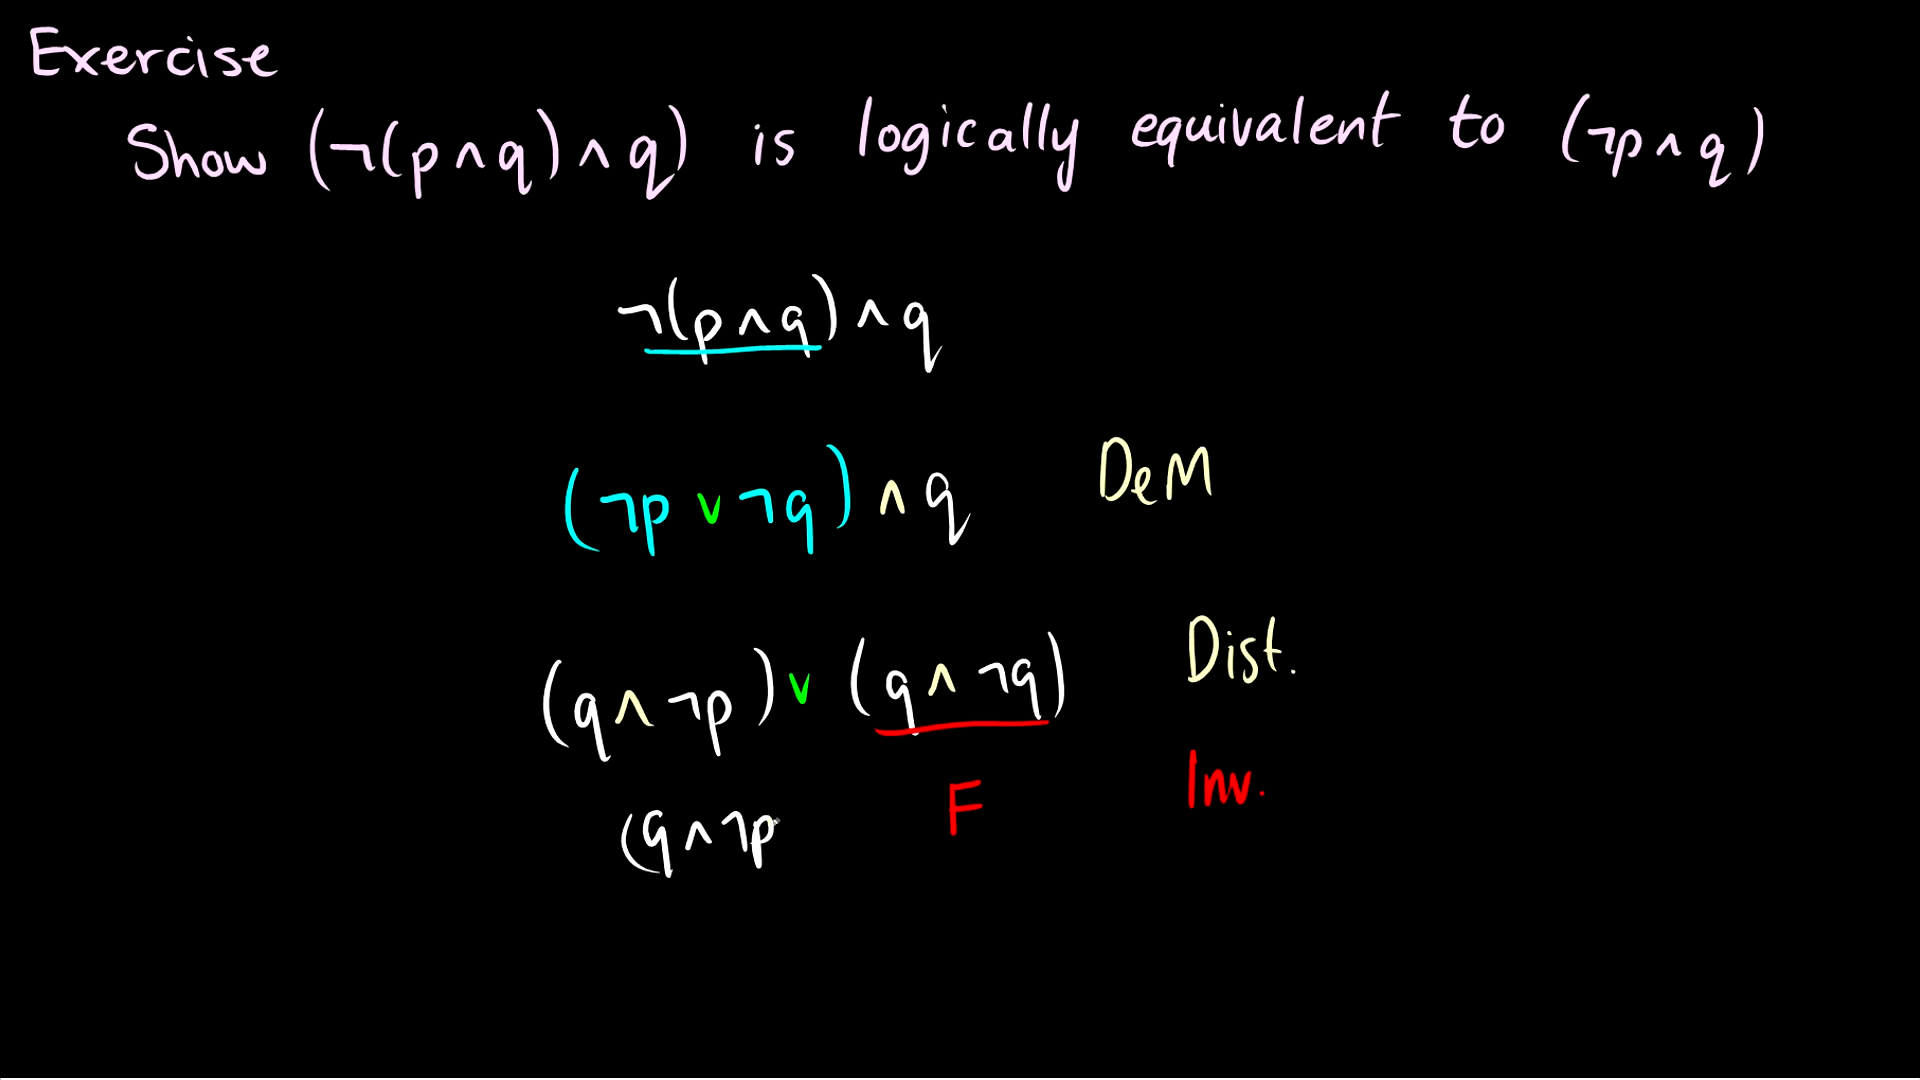 Exercise
Show (¬(p∧q)∧q) is logically equivalent to (¬p∧q)
¬(p∧q)∧q
(¬p∨¬q)∧q DeM
(q∧¬p)∨(q∧¬q) Dist.
F Inv.
(q∧¬p